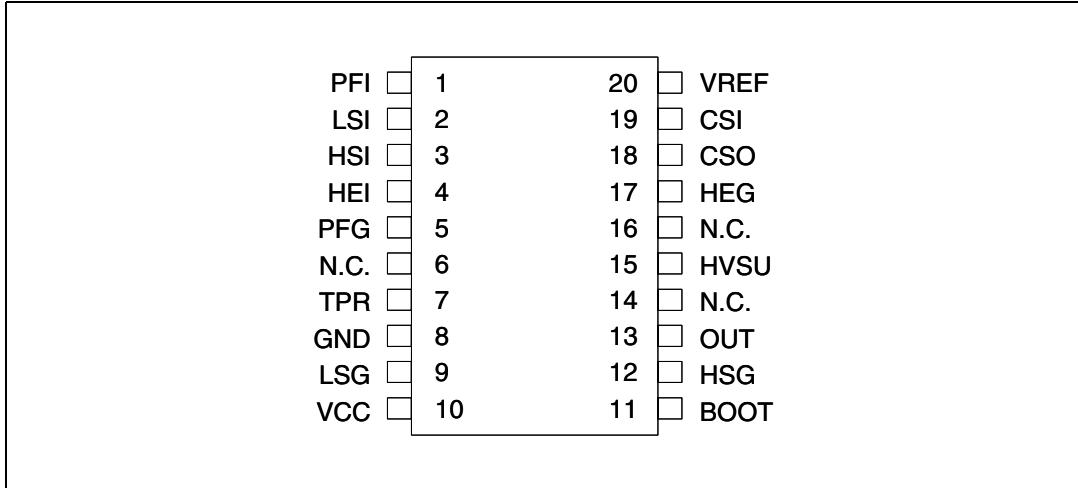 PFI 1 20 VREF
LSI 2 19 CSI
HSI 3 18 CSO
HEI 4 17 HEG
PFG 5 16 N.C.
N.C. 6 15 HVSU
TPR 7 14 N.C.
GND 8 13 OUT
LSG 9 12 HSG
VCC 10 11 BOOT